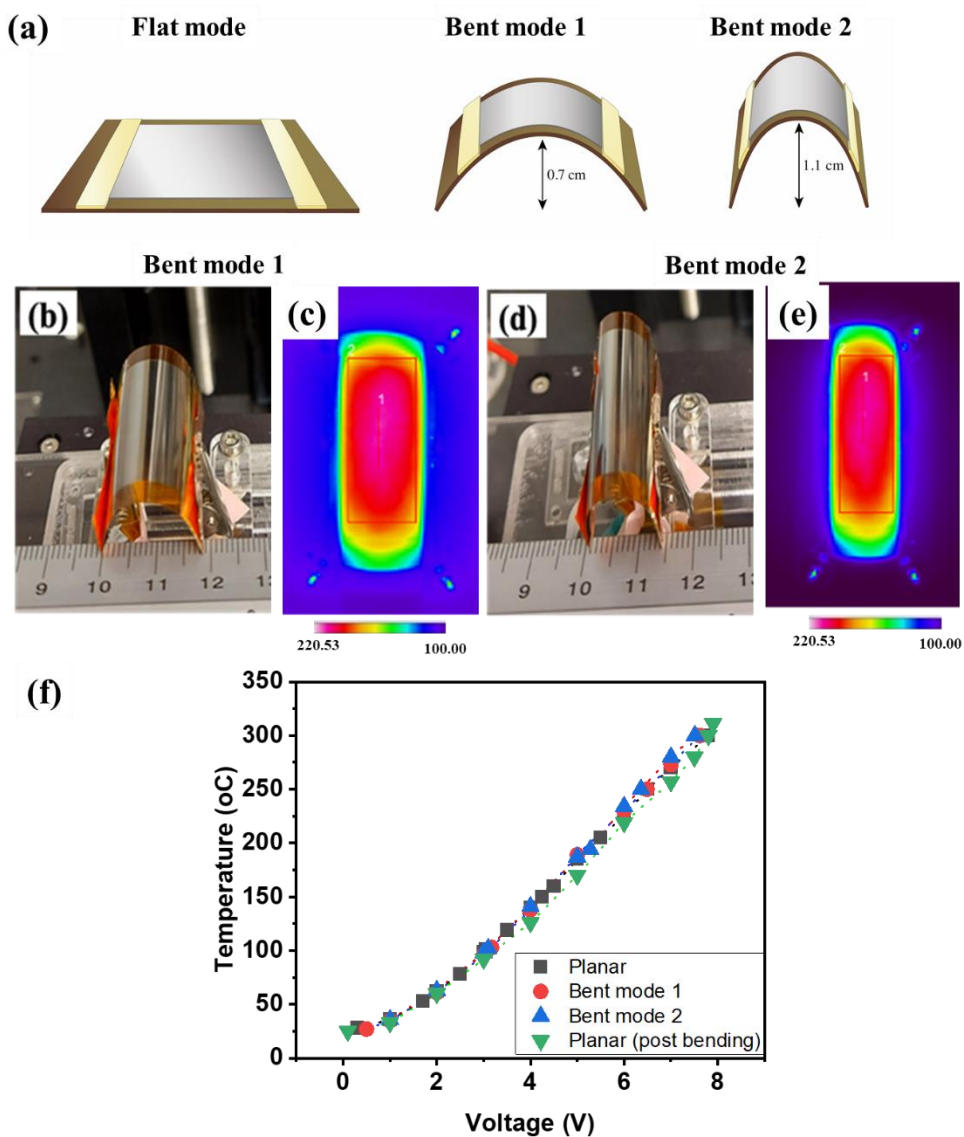 (a)
Flat mode
Bent mode 1
Bent mode 2
0.7 cm
1.1 cm
Bent mode 1
Bent mode 2
(b)
(c)
(d)
(e)
1
1
9 10 11 12 13
9 10 11 12 13
220.53 100.00
220.53 100.00
(f)
350
300
250
200
150
100
50
0
Temperature (oC)
Planar
Bent mode 1
Bent mode 2
Planar (post bending)
0 2 4 6 8
Voltage (V)